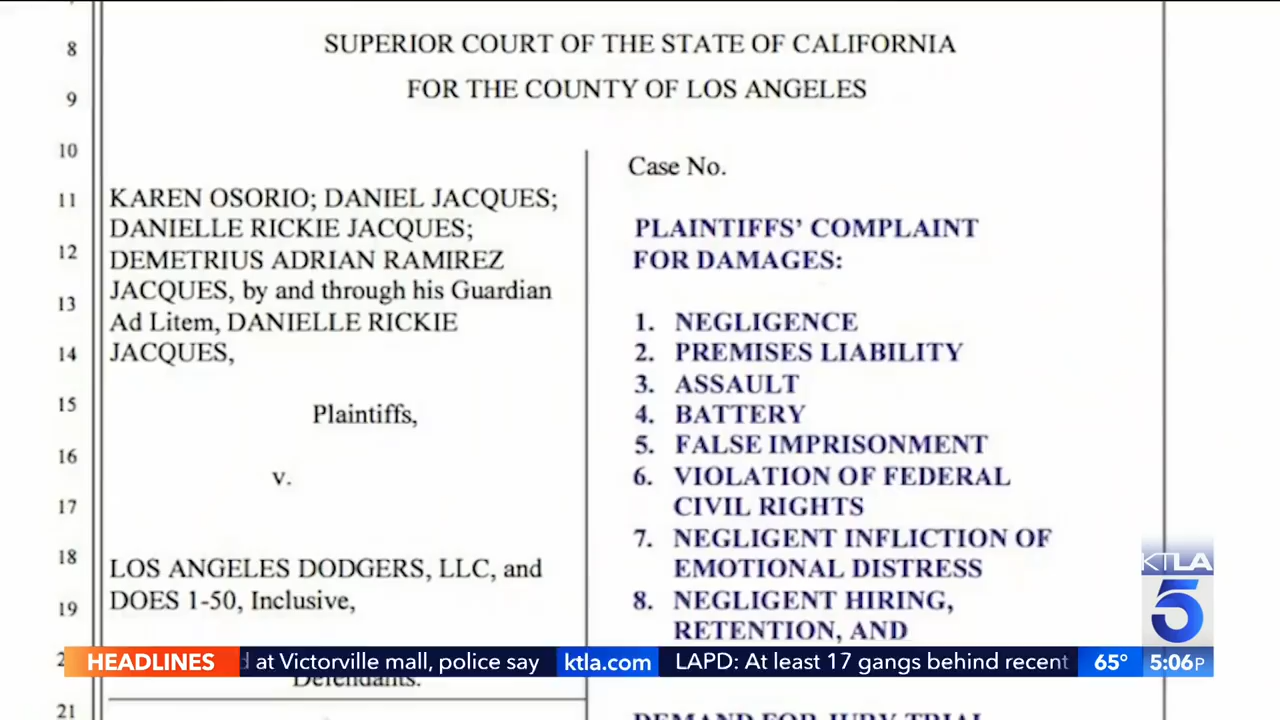 8
SUPERIOR COURT OF THE STATE OF CALIFORNIA
9
FOR THE COUNTY OF LOS ANGELES
10
Case No.
11
KAREN OSORIO; DANIEL JACQUES;
DANIELLE RICKIE JACQUES;
12
DEMETRIUS ADRIAN RAMIREZ
13
JACQUES, by and through his Guardian
Ad Litem, DANIELLE RICKIE
14
JACQUES,
15
Plaintiffs,
16
v.
17
18
LOS ANGELES DODGERS, LLC, and
19
DOES 1-50, Inclusive,
Defendants.
21
PLAINTIFFS’ COMPLAINT
FOR DAMAGES:
1. NEGLIGENCE
2. PREMISES LIABILITY
3. ASSAULT
4. BATTERY
5. FALSE IMPRISONMENT
6. VIOLATION OF FEDERAL
CIVIL RIGHTS
7. NEGLIGENT INFLICTION OF
EMOTIONAL DISTRESS
8. NEGLIGENT HIRING,
RETENTION, AND
DEMAND FOR JURY TRIAL
KTLA
5
HEADLINES
at Victorville mall, police say
ktla.com
LAPD: At least 17 gangs behind recent
65°
5:06P